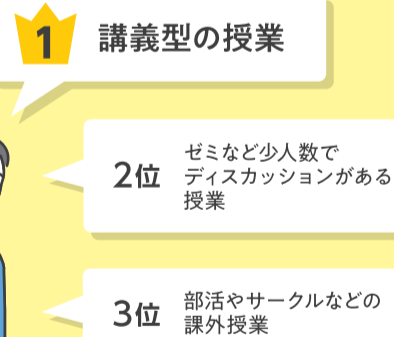 1 講義型の授業
2位 ゼミなど少人数で
ディスカッションがある
授業
3位 部活やサークルなどの
課外授業